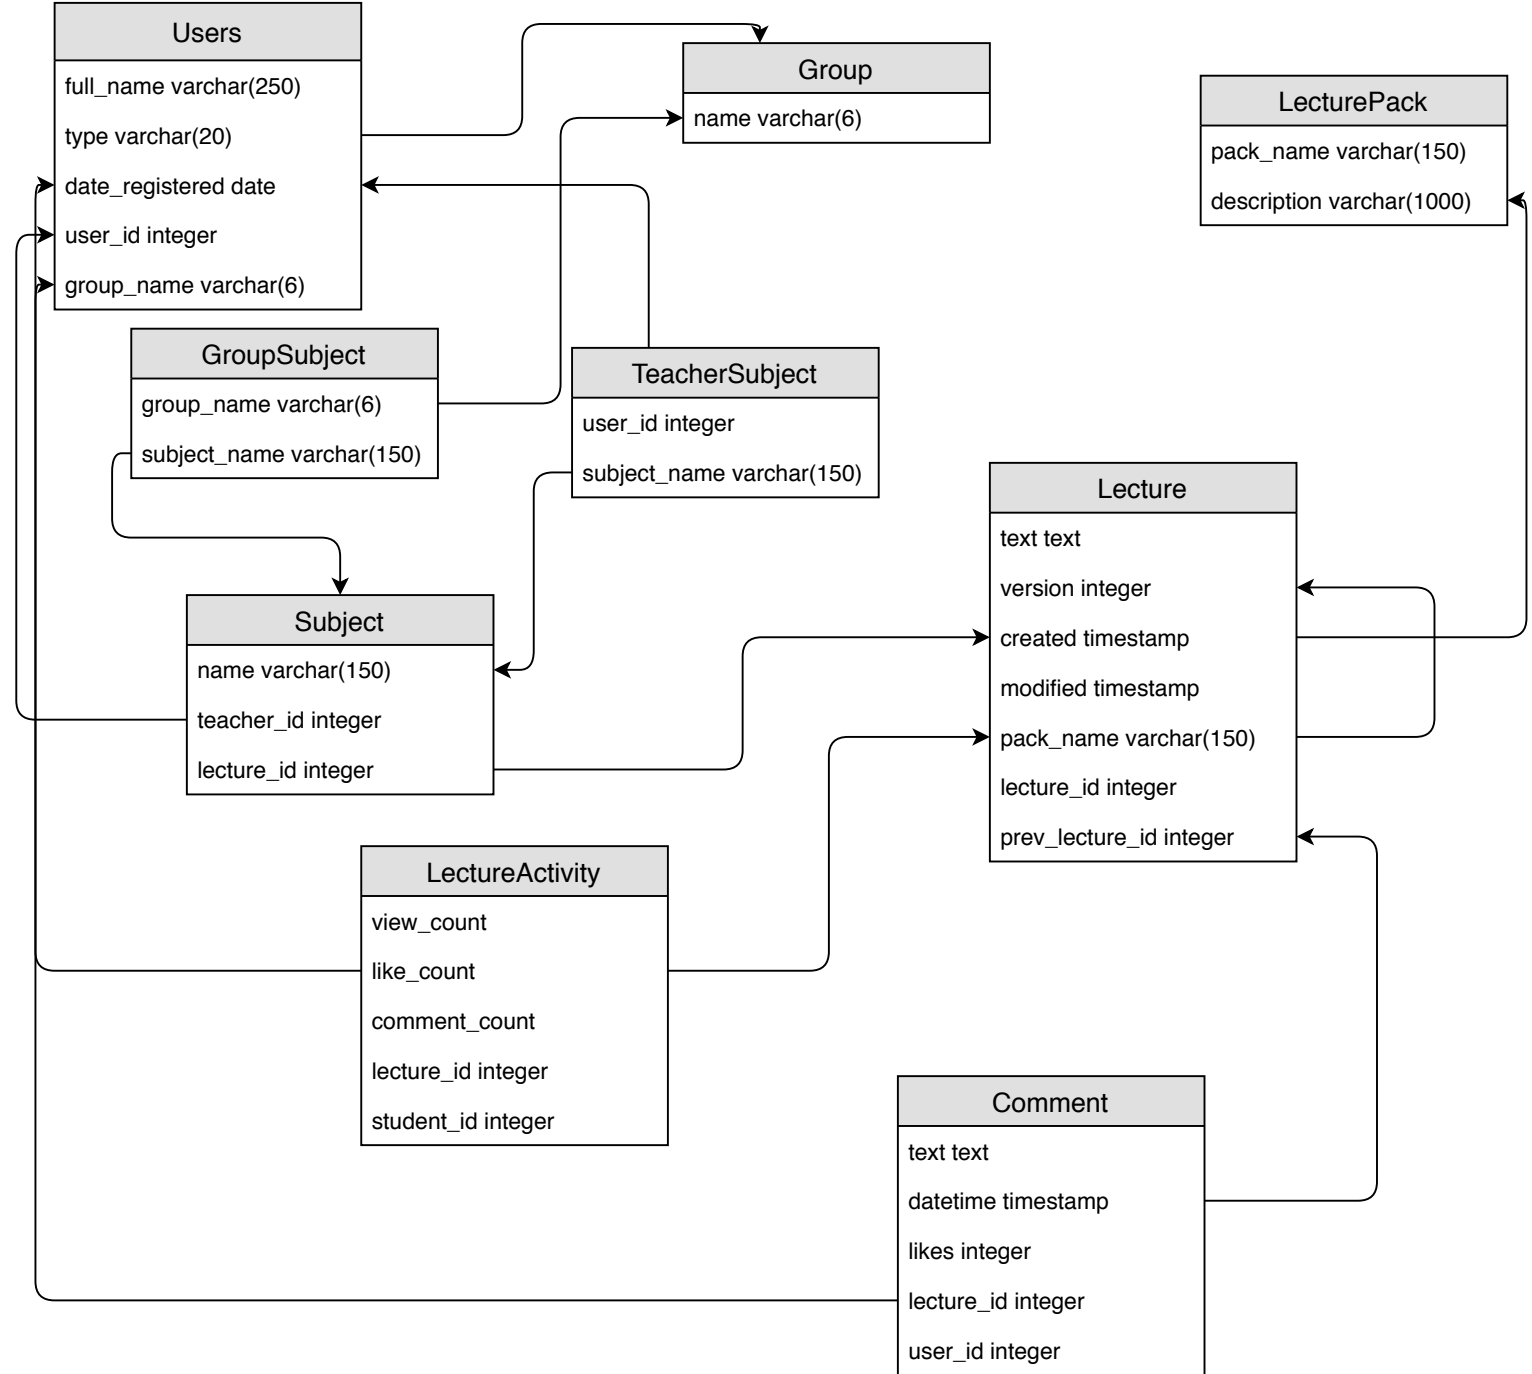 Users
full_name varchar(250)
type varchar(20)
date_registered date
user_id integer
group_name varchar(6)
Group
name varchar(6)
LecturePack
pack_name varchar(150)
description varchar(1000)
GroupSubject
group_name varchar(6)
subject_name varchar(150)
TeacherSubject
user_id integer
subject_name varchar(150)
Lecture
text text
version integer
created timestamp
modified timestamp
pack_name varchar(150)
lecture_id integer
prev_lecture_id integer
Subject
name varchar(150)
teacher_id integer
lecture_id integer
LectureActivity
view_count
like_count
comment_count
lecture_id integer
student_id integer
Comment
text text
datetime timestamp
likes integer
lecture_id integer
user_id integer